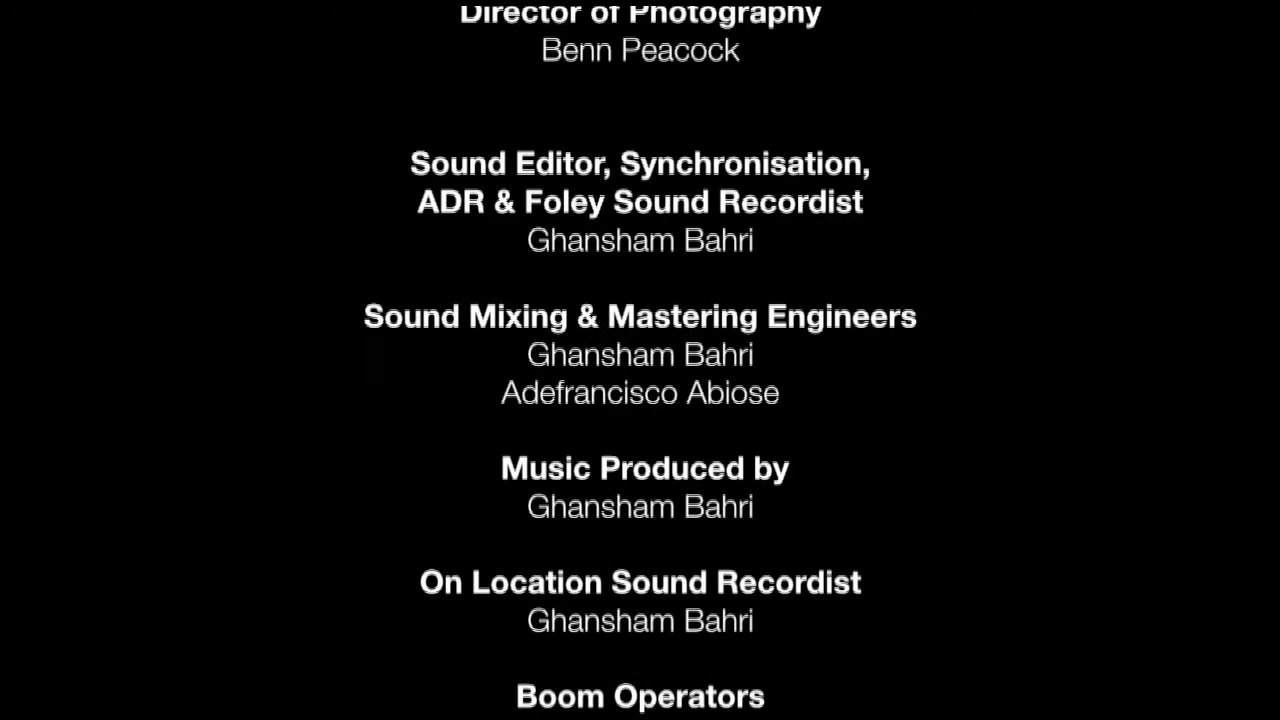 Director of Photography
Benn Peacock
Sound Editor, Synchronisation,
ADR & Foley Sound Recordist
Ghansham Bahri
Sound Mixing & Mastering Engineers
Ghansham Bahri
Adefrancisco Abiose
Music Produced by
Ghansham Bahri
On Location Sound Recordist
Ghansham Bahri
Boom Operators